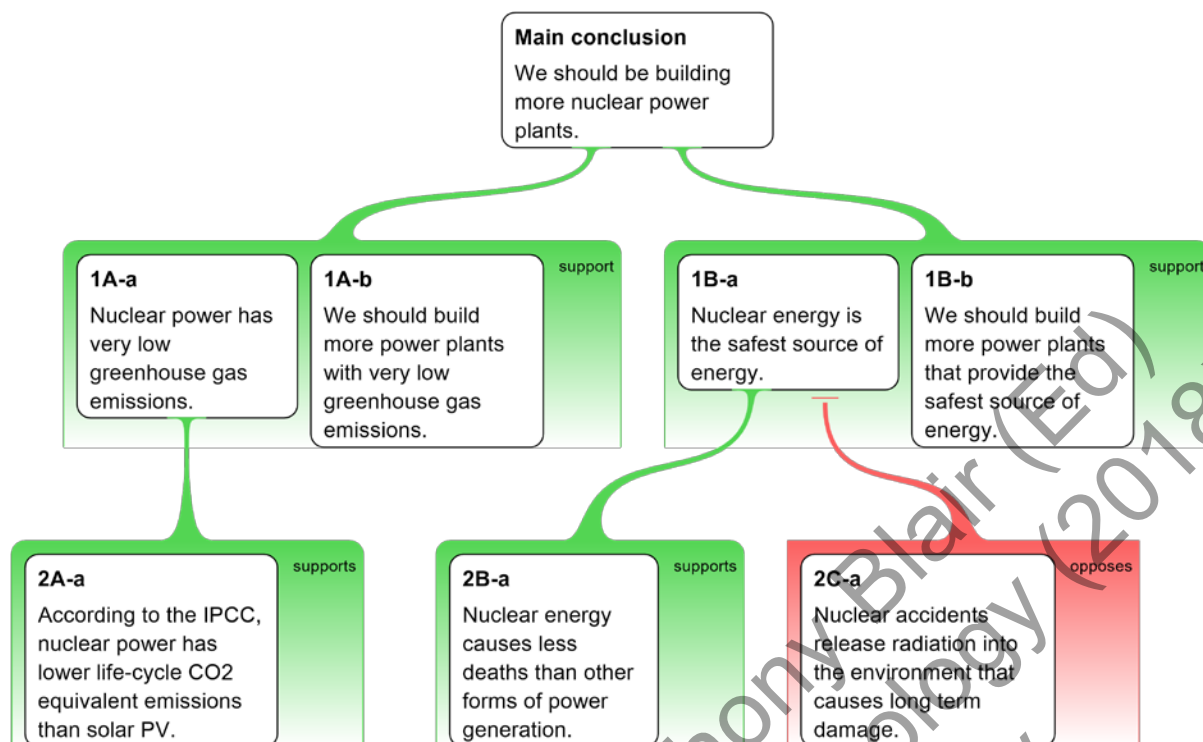 Main conclusion
We should be building
more nuclear power
plants.
support
1A-a
Nuclear power has
very low
greenhouse gas
emissions.
1A-b
We should build
more power plants
with very low
greenhouse gas
emissions.
support
1B-a
Nuclear energy is
the safest source of
energy.
1B-b
We should build
more power plants
that provide the
safest source of
energy.
supports
2A-a
According to the IPCC,
nuclear power has
lower life-cycle CO2
equivalent emissions
than solar PV.
supports
2B-a
Nuclear energy
causes less
deaths than other
forms of power
generation.
opposes
2C-a
Nuclear accidents
release radiation into
the environment that
causes long term
damage.
Blair (Ed)
(2018